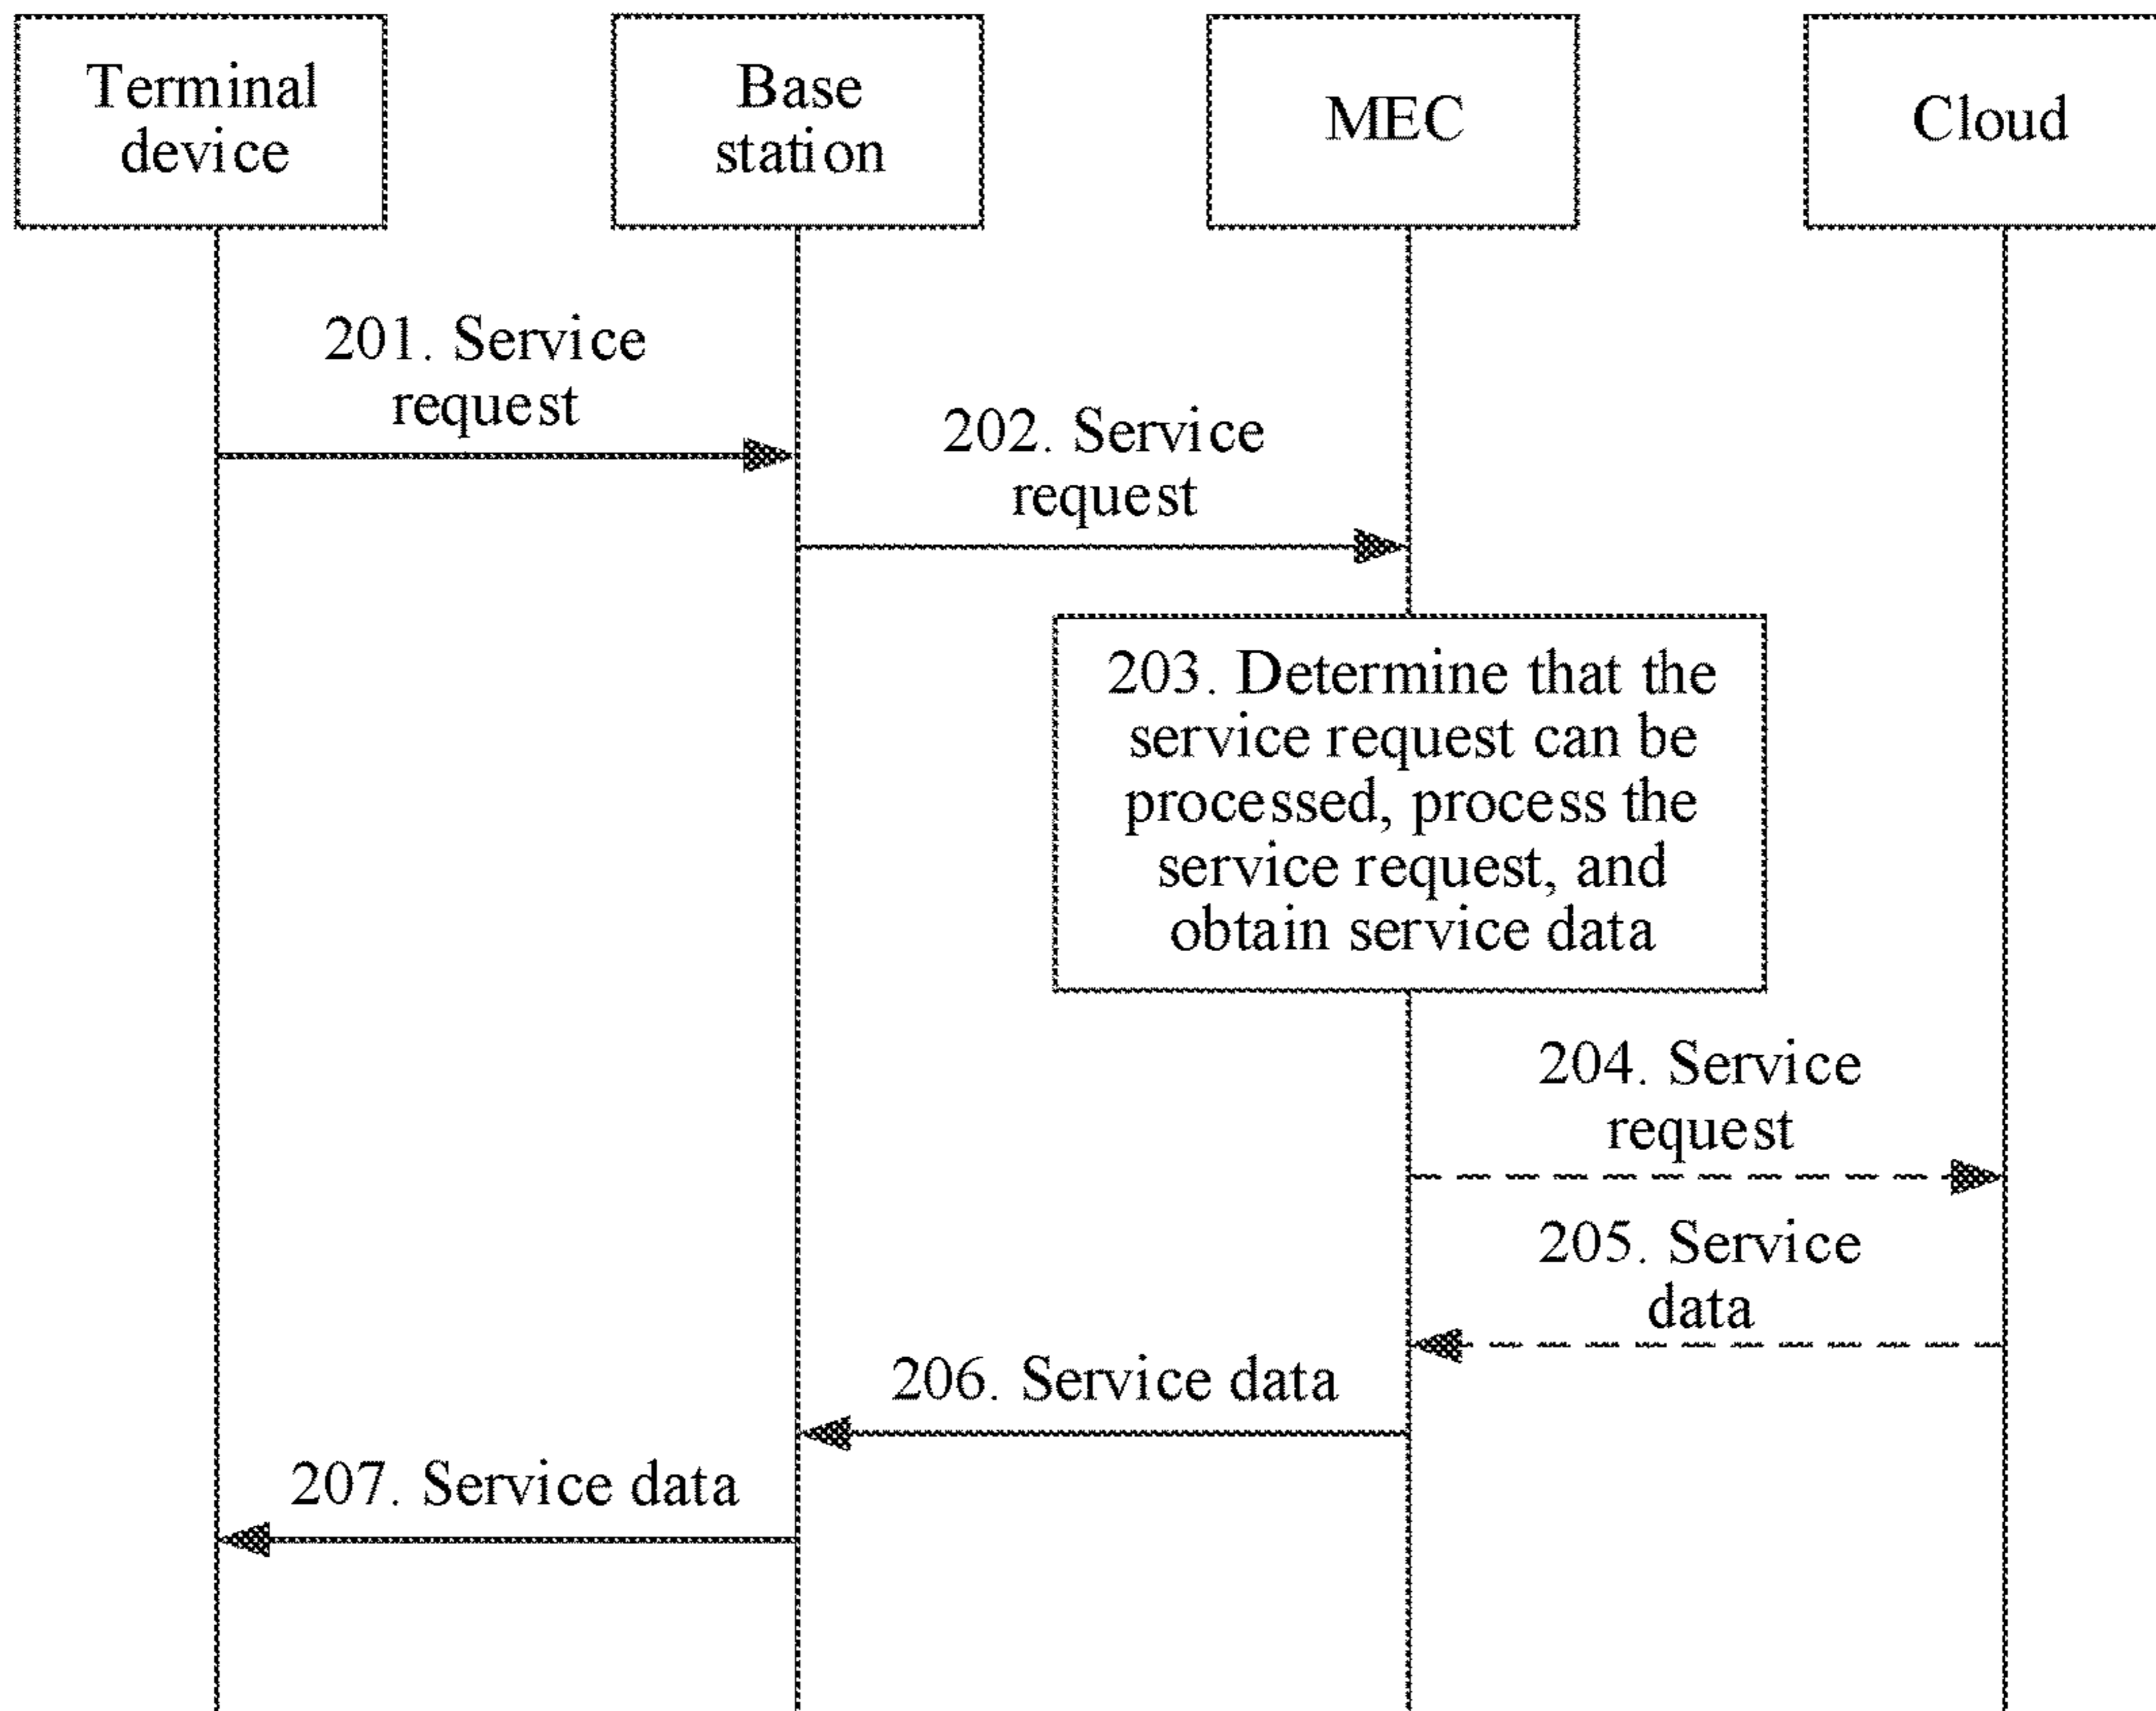 Terminal
device
Base
station
MEC
Cloud
201. Service
request
202. Service
request
203. Determine that the
service request can be
processed, process the
service request, and
obtain service data
204. Service
request
205. Service
data
206. Service data
207. Service data